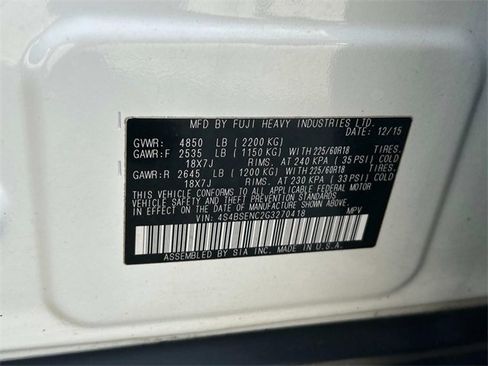 MFD BY FUJI HEAVY INDUSTRIES LTD.
DATE: 12/15
GVWR: 4850 LB (2200 KG)
GAWR:F 2535 LB (1150 KG) WITH 225/60R18 TIRES,
18X7J RIMS, AT 240 KPA (35 PSI) COLD
GAWR:R 2645 LB (1200 KG) WITH 225/60R18 TIRES,
18X7J RIMS, AT 230 KPA (33 PSI) COLD
THIS VEHICLE CONFORMS TO ALL APPLICABLE FEDERAL MOTOR
VEHICLE SAFETY AND THEFT PREVENTION STANDARDS
IN EFFECT ON THE DATE OF MANUFACTURE SHOWN ABOVE.
VIN: 4S4BSENC2G3270418 MPV
ASSEMBLED BY SIA INC. MADE IN U.S.A.